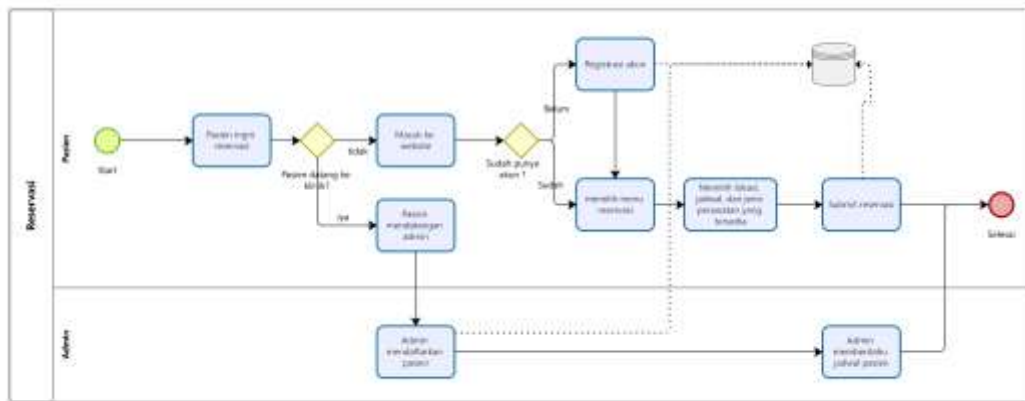 Reservasi
Pasien
Start
Pasien ingin
reservasi
Pasien datang ke
klinik?
tidak
iya
Masuk ke
website
Pasien
mendatangi
admin
Sudah punya
akun ?
Belum
Sudah
Registrasi akun
memilih menu
reservasi
Memilih lokasi,
jadwal, dan jenis
perawatan yang
tersedia
Submit reservasi
Selesai
Admin
Admin
mendaftarkan
pasien
Admin
memberitahu
jadwal pasien